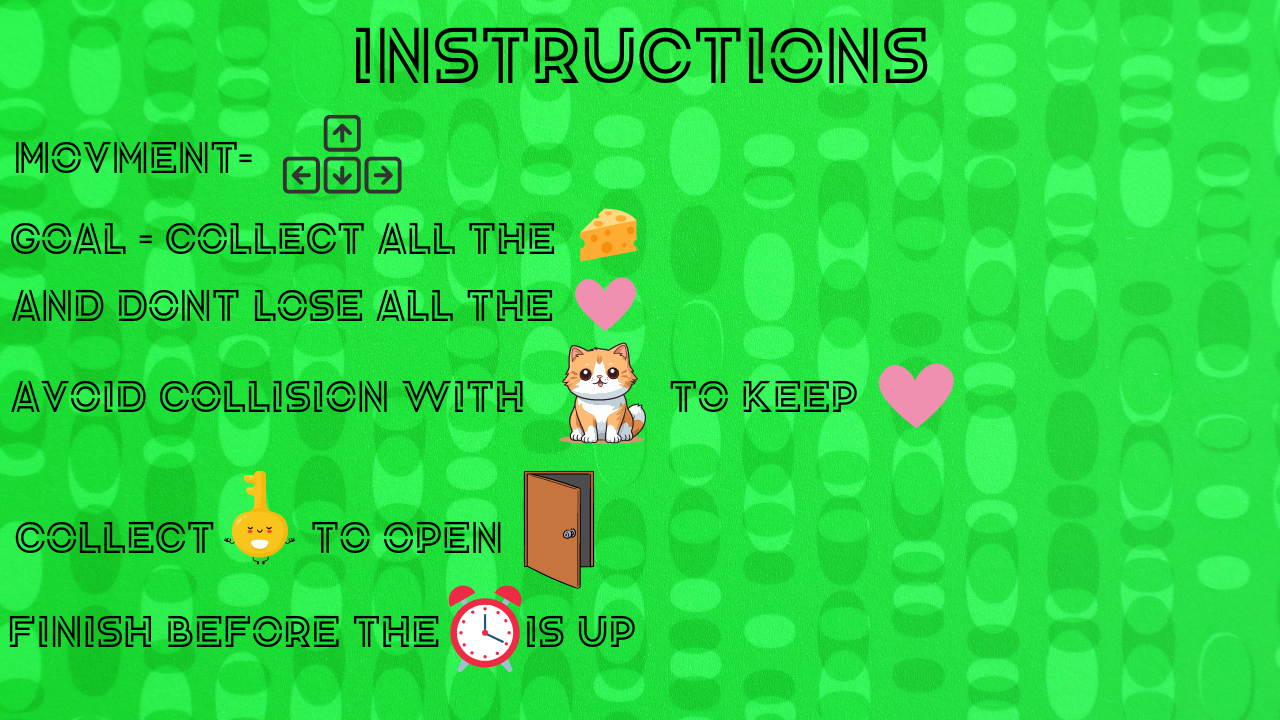 INSTRUCTIONS
MOVMENT=
GOAL = COLLECT ALL THE
AND DONT LOSE ALL THE
AVOID COLLISION WITH TO KEEP
COLLECT TO OPEN
FINISH BEFORE THE IS UP